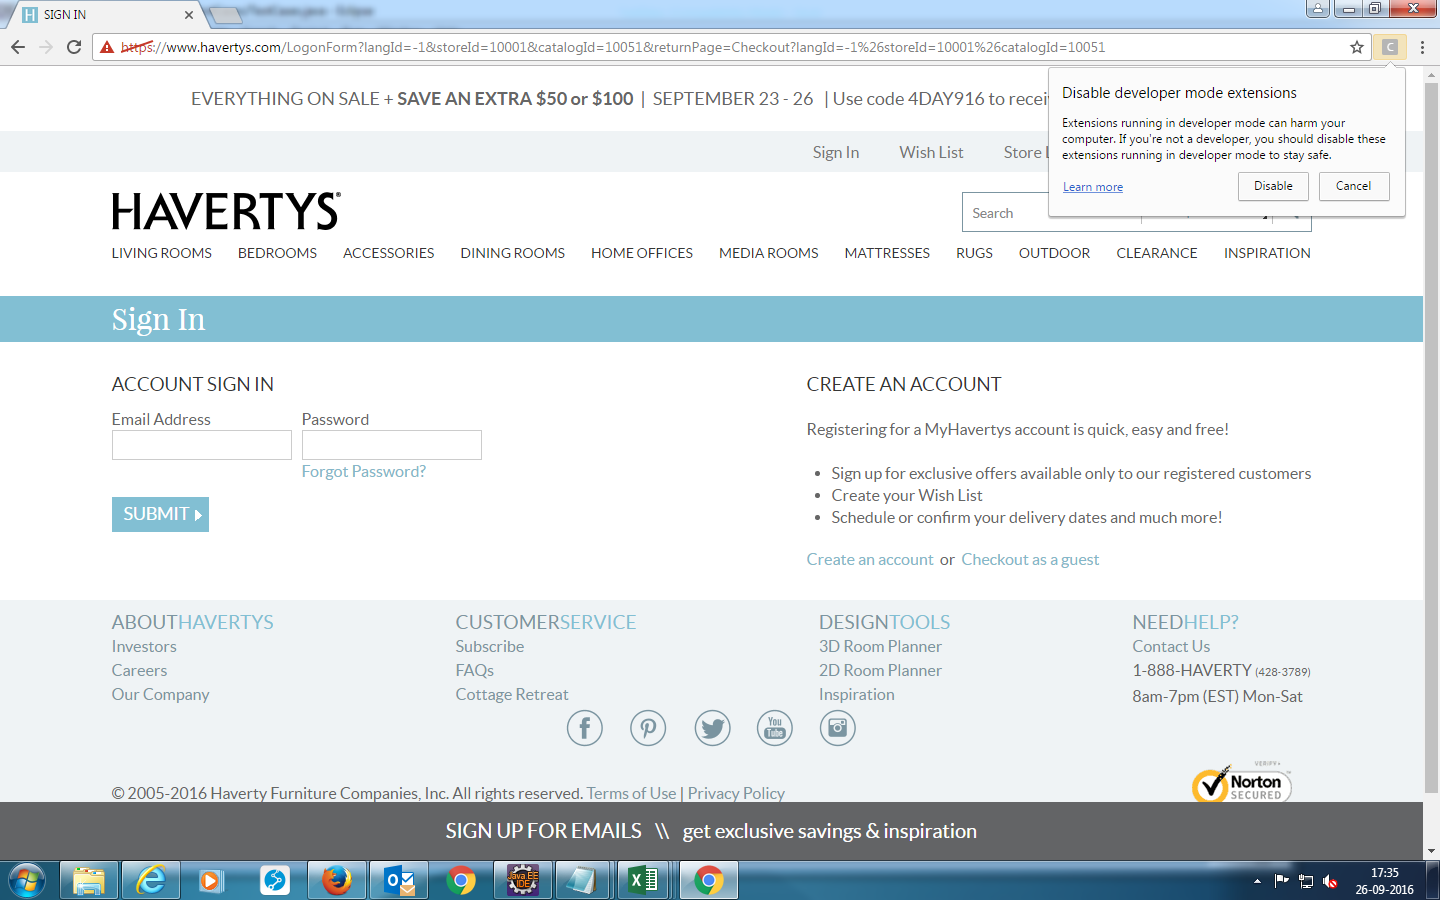 SIGN IN
https://www.havertys.com/LogonForm?langId=-1&storeId=10001&catalogId=10051&returnPage=Checkout?langId=-1%26storeId=10001%26catalogId=10051
C
EVERYTHING ON SALE + SAVE AN EXTRA $50 or $100 | SEPTEMBER 23 - 26 | Use code 4DAY916 to recei
Disable developer mode extensions
Extensions running in developer mode can harm your
computer. If you're not a developer, you should disable these
extensions running in developer mode to stay safe.
Learn more Disable Cancel
Sign In Wish List Store
HAVERTYS®
Search
LIVING ROOMS BEDROOMS ACCESSORIES DINING ROOMS HOME OFFICES MEDIA ROOMS MATTRESSES RUGS OUTDOOR CLEARANCE INSPIRATION
Sign In
ACCOUNT SIGN IN
Email Address Password
Forgot Password?
SUBMIT
CREATE AN ACCOUNT
Registering for a MyHavertys account is quick, easy and free!
• Sign up for exclusive offers available only to our registered customers
• Create your Wish List
• Schedule or confirm your delivery dates and much more!
Create an account or Checkout as a guest
ABOUTHAVERTYS
Investors
Careers
Our Company
CUSTOMERSERVICE
Subscribe
FAQs
Cottage Retreat
DESIGNTOOLS
3D Room Planner
2D Room Planner
Inspiration
NEEDHELP?
Contact Us
1-888-HAVERTY (428-3789)
8am-7pm (EST) Mon-Sat
You
Tube
© 2005-2016 Haverty Furniture Companies, Inc. All rights reserved. Terms of Use | Privacy Policy
VERIFY
Norton
SECURED
SIGN UP FOR EMAILS \\ get exclusive savings & inspiration
Java EE
IDE
17:35
26-09-2016